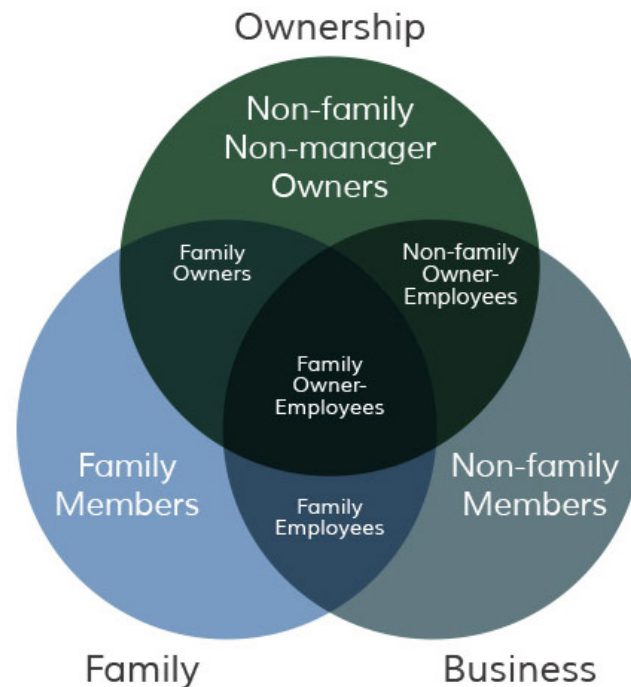 Ownership
Non-family
Non-manager
Owners
Family
Owners
Non-family
Owner-
Employees
Family
Owner-
Employees
Family
Members
Non-family
Members
Family
Employees
Family
Business